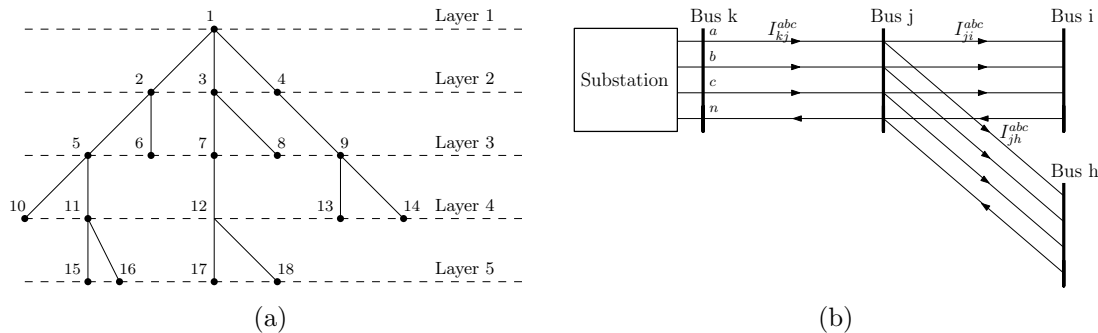 1 Layer 1
2 3 4 Layer 2
5 6 7 8 9 Layer 3
10 11 12 13 14 Layer 4
15 16 17 18 Layer 5
(a)
Bus k Bus j Bus i
a I_{kj}^{abc} I_{ji}^{abc}
b
Substation
c
n
I_{jh}^{abc}
Bus h
(b)